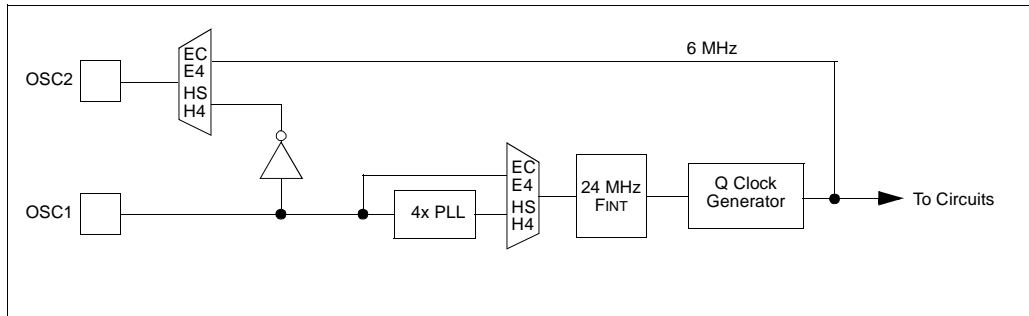 6 MHz
EC
E4
HS
H4
OSC2
EC
E4
HS
H4
4x PLL
24 MHz
FINT
Q Clock
Generator
OSC1
To Circuits